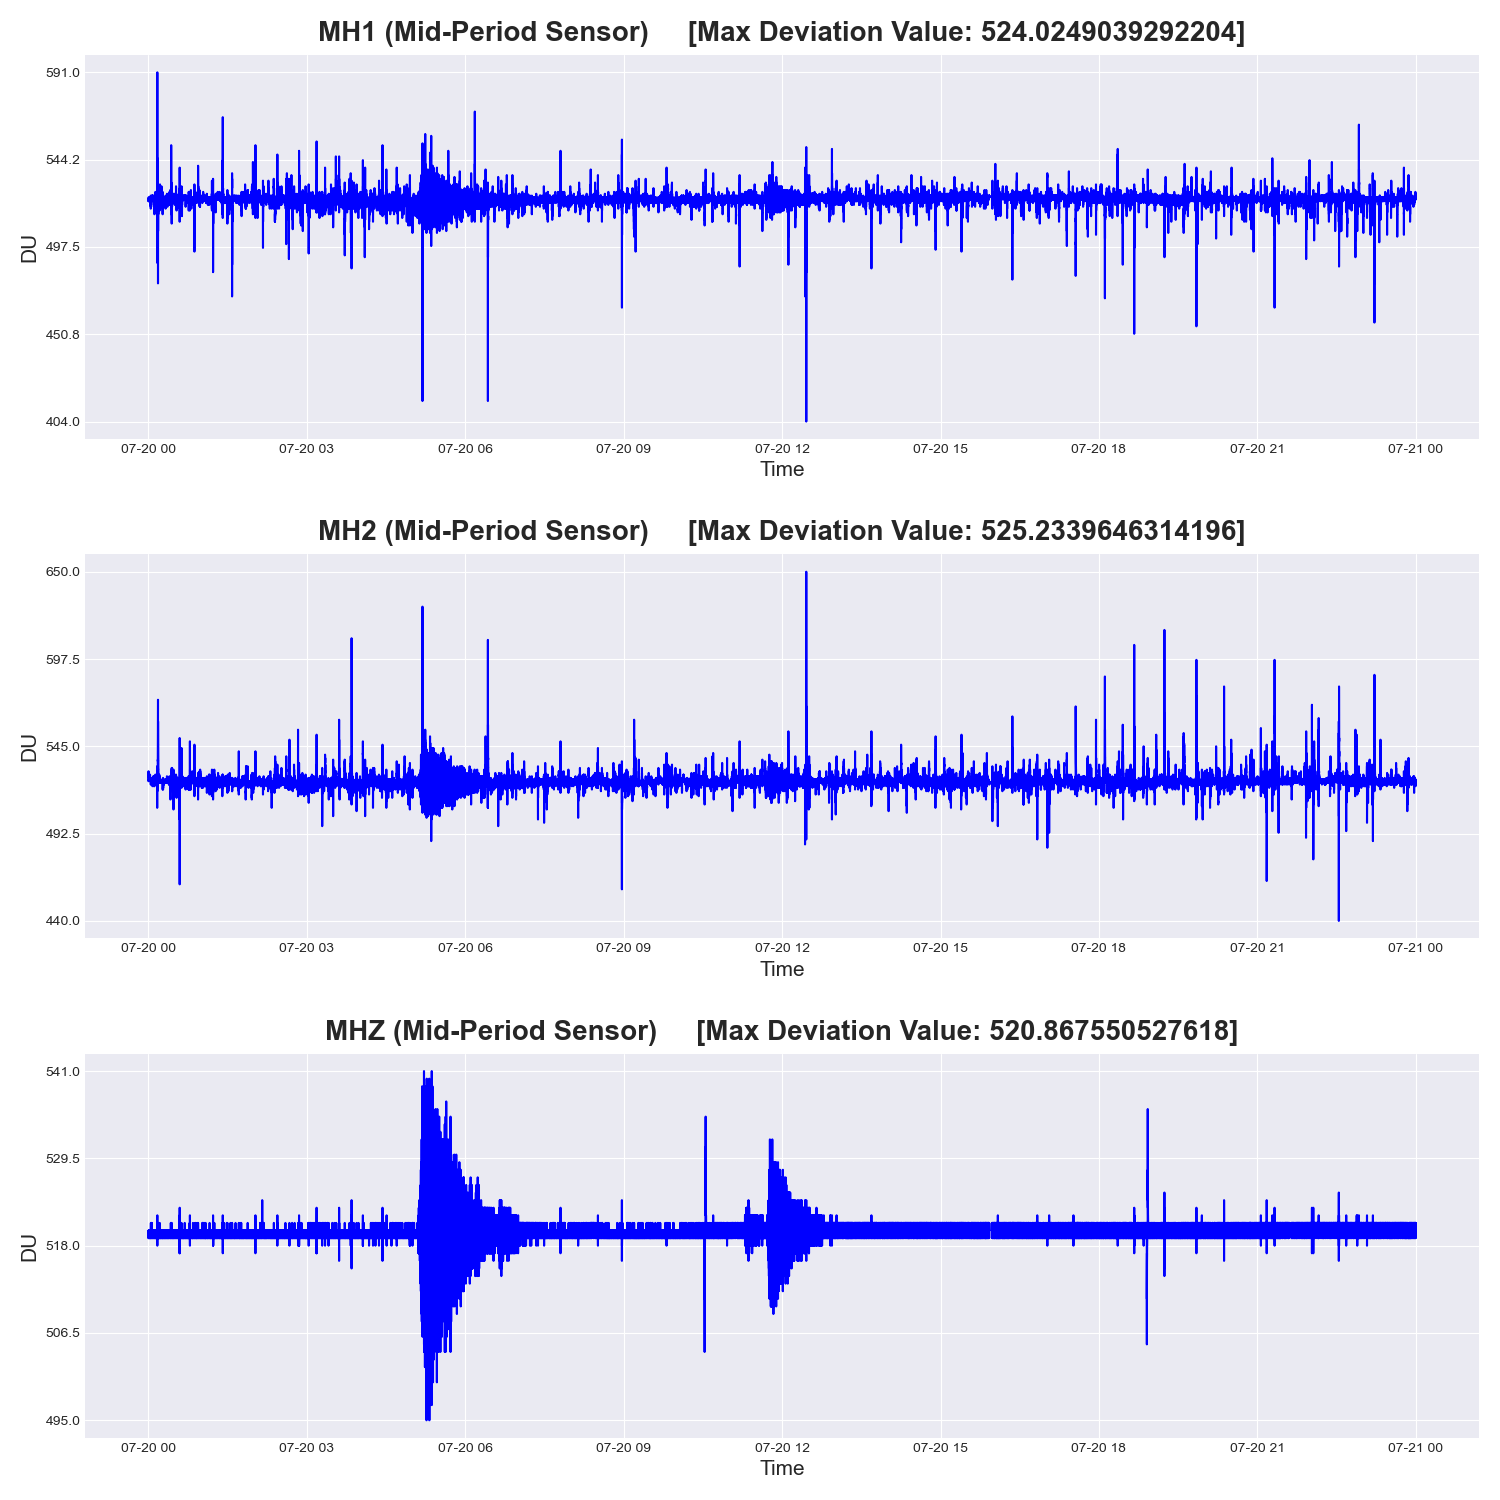 MH1 (Mid-Period Sensor) [Max Deviation Value: 524.0249039292204]
591.0
544.2
497.5
450.8
404.0
DU
07-20 00 07-20 03 07-20 06 07-20 09 07-20 12 07-20 15 07-20 18 07-20 21 07-21 00
Time
MH2 (Mid-Period Sensor) [Max Deviation Value: 525.2339646314196]
650.0
597.5
545.0
492.5
440.0
DU
07-20 00 07-20 03 07-20 06 07-20 09 07-20 12 07-20 15 07-20 18 07-20 21 07-21 00
Time
MHZ (Mid-Period Sensor) [Max Deviation Value: 520.867550527618]
541.0
529.5
518.0
506.5
495.0
DU
07-20 00 07-20 03 07-20 06 07-20 09 07-20 12 07-20 15 07-20 18 07-20 21 07-21 00
Time